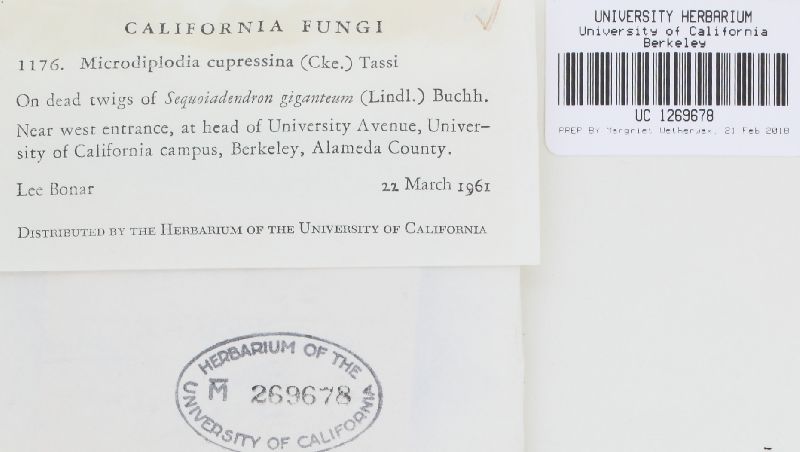 CALIFORNIA FUNGI
1176. Microdiplodia cupressina (Cke.) Tassi
On dead twigs of Sequoiadendron giganteum (Lindl.) Buchh.
Near west entrance, at head of University Avenue, Univer-
sity of California campus, Berkeley, Alameda County.
Lee Bonar 22 March 1961
DISTRIBUTED BY THE HERBARIUM OF THE UNIVERSITY OF CALIFORNIA
UNIVERSITY HERBARIUM
University of California
Berkeley
UC 1269678
PREP BY Margriet Wetherwax, 21 Feb 2018
HERBARIUM OF THE
M 269678
UNIVERSITY OF CALIFORNIA